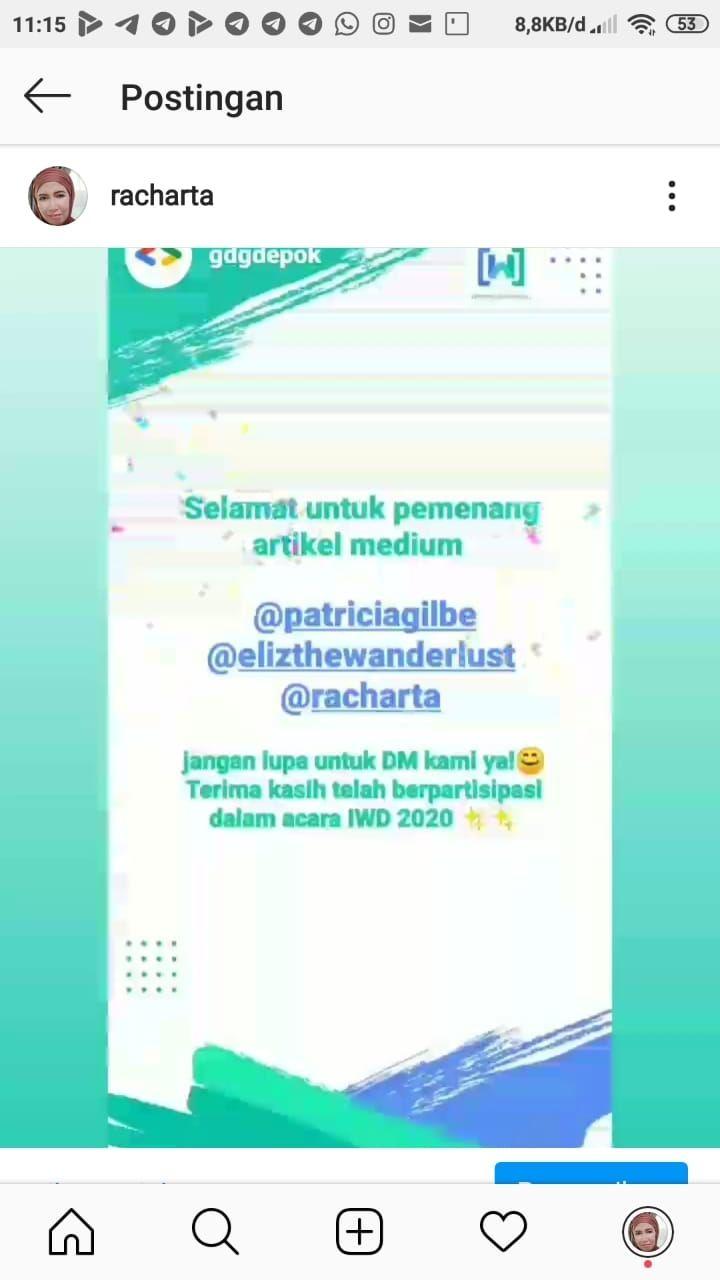 11:15 8,8KB/d 53
Postingan
racharta
gdgdepok
[W]
Selamat untuk pemenang
artikel medium
@patriciagilbe
@elizthewanderlust
@racharta
jangan lupa untuk DM kami ya!😊
Terima kasih telah berpartisipasi
dalam acara IWD 2020 ✨✨